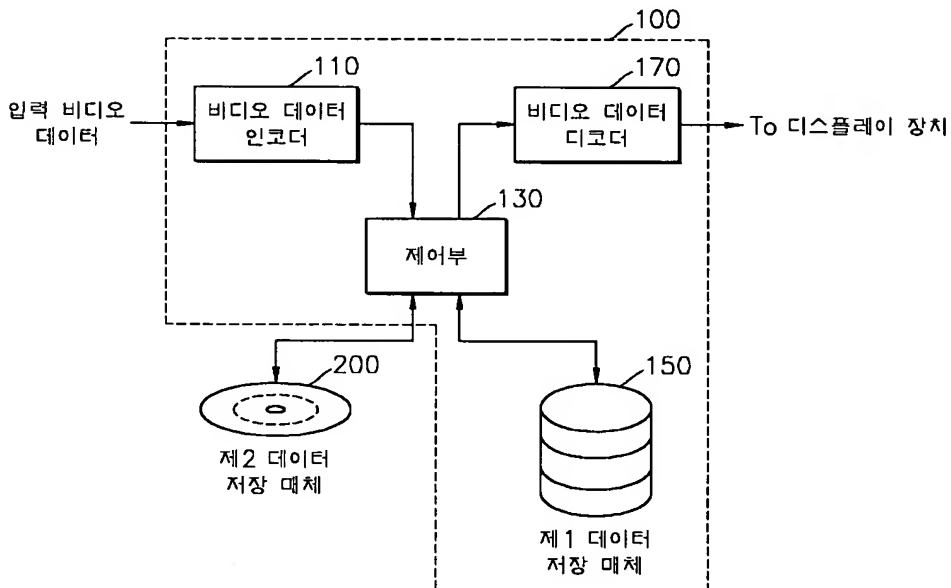 100
110
170
입력 비디오
데이터
비디오 데이터
인코더
비디오 데이터
디코더
To 디스플레이 장치
130
제어부
200
150
제2 데이터
저장 매체
제1 데이터
저장 매체